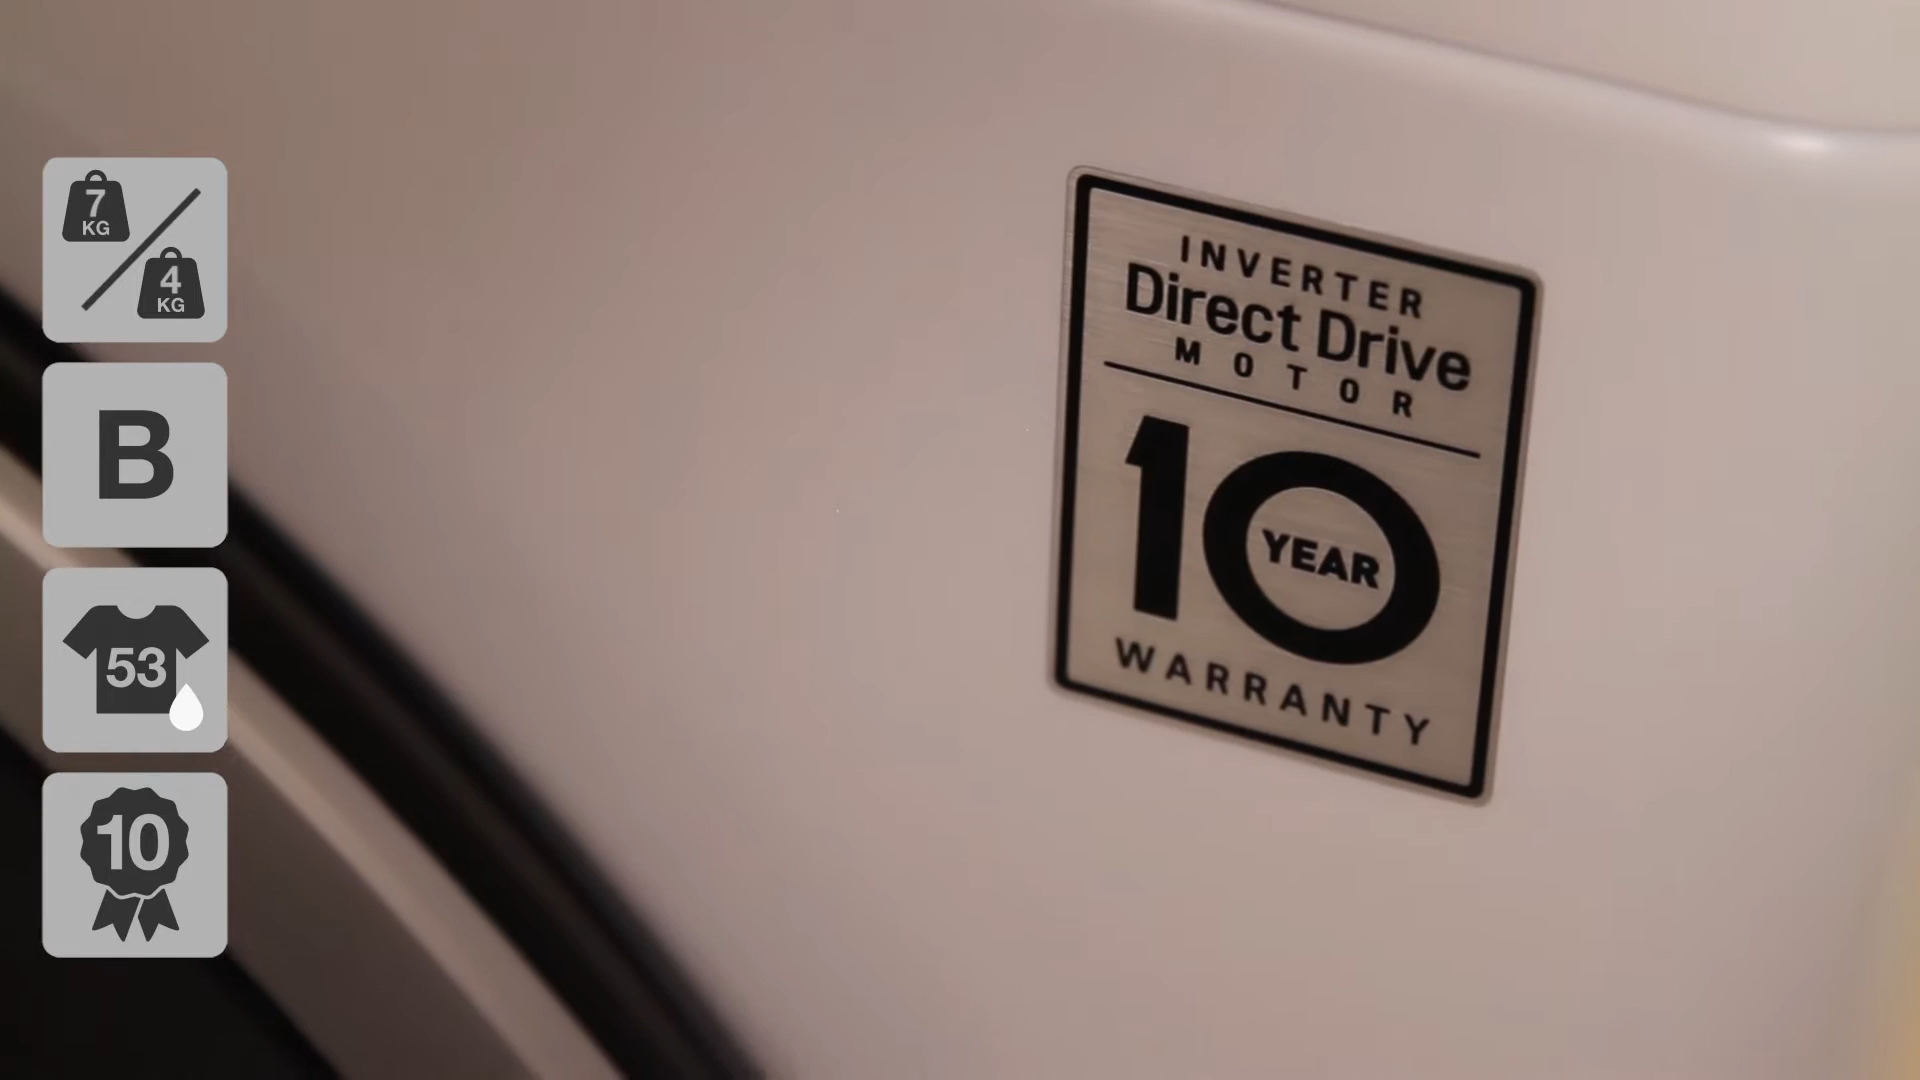 7
KG
4
KG
B
53
10
INVERTER
Direct Drive
MOTOR
10
YEAR
WARRANTY